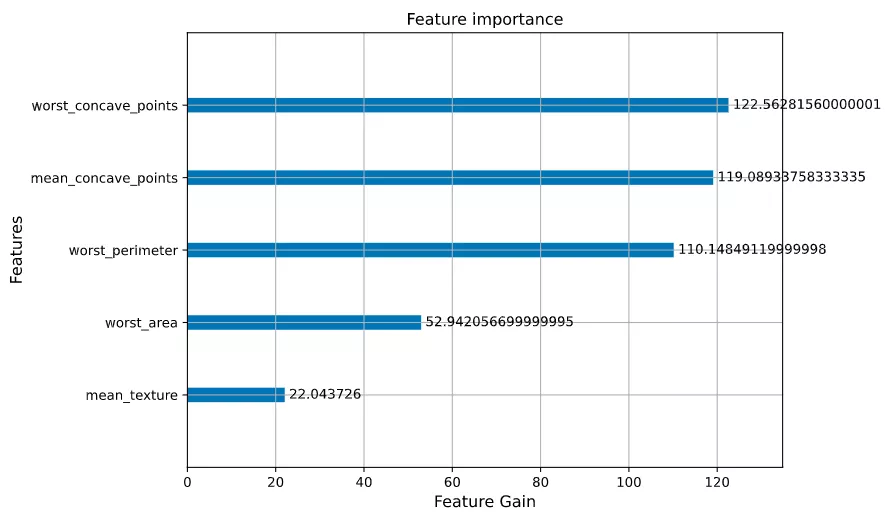 Feature importance
worst_concave_points
122.56281560000001
mean_concave_points
119.08933758333335
worst_perimeter
110.14849119999998
worst_area
52.942056699999995
mean_texture
22.043726
Features
0 20 40 60 80 100 120
Feature Gain